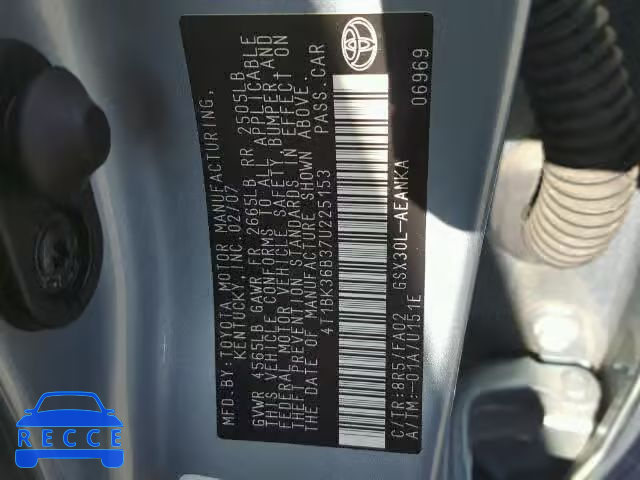 MFD. BY: TOYOTA MOTOR MANUFACTURING,
KENTUCKY, INC. 02/07
GVWR 4565LB GAWR FR 2665LB RR 2505LB
THIS VEHICLE CONFORMS TO ALL APPLICABLE
FEDERAL MOTOR VEHICLE SAFETY BUMPER AND
THEFT PREVENTION STANDARDS IN EFFECT ON
THE DATE OF MANUFACTURE SHOWN ABOVE.
4T1BK36B37U225153 PASS. CAR
C/TR: 8R5/FA02 GSX30L-AEANKA
A/TM: -01A/U151E 06969
RECCE